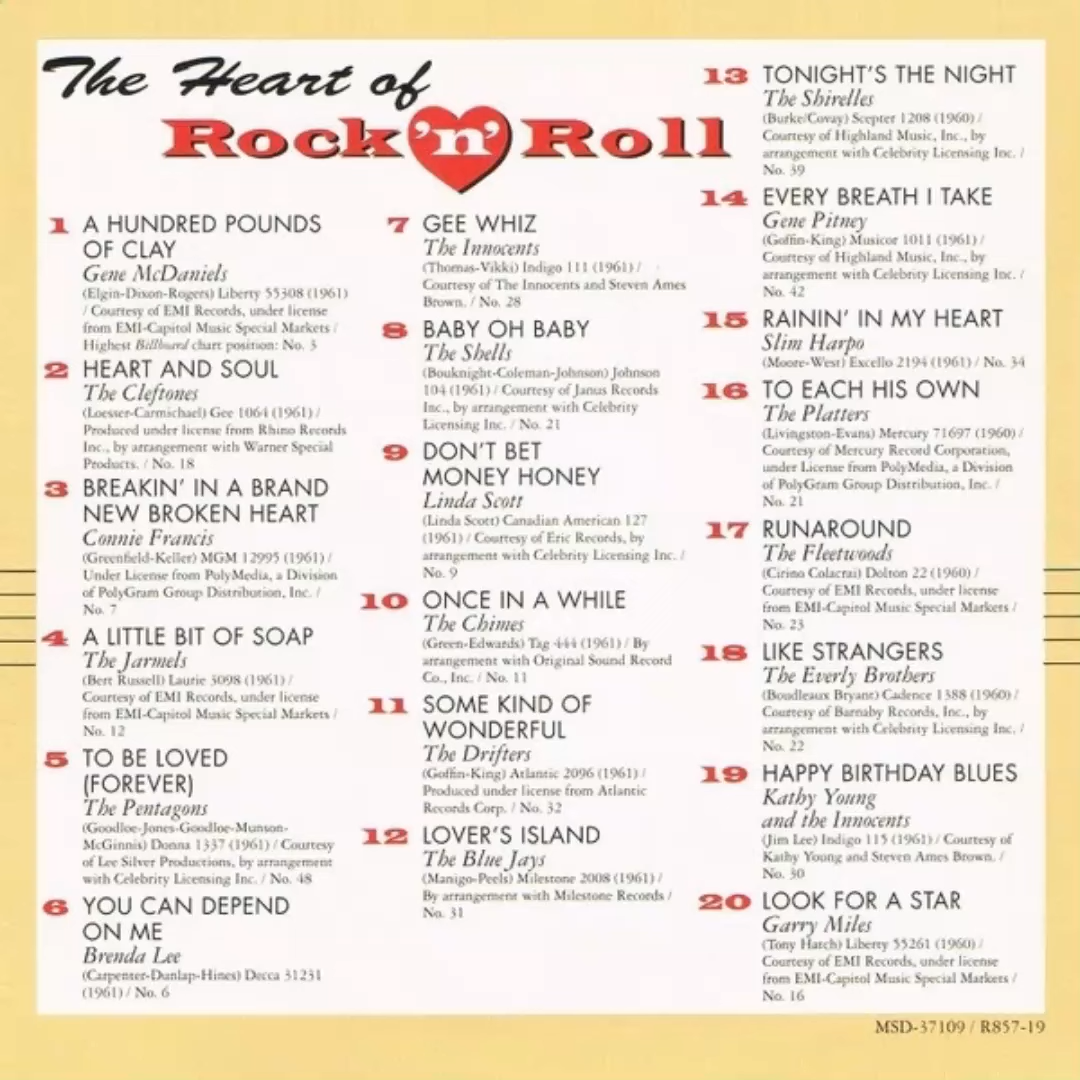 The Heart of
Rock 'n' Roll
1 A HUNDRED POUNDS
OF CLAY
Gene McDaniels
(Elgin-Dixon-Rogers) Liberty 55308 (1961)
/ Courtesy of EMI Records, under license
from EMI-Capitol Music Special Markets /
Highest Billboard chart position: No. 3
2 HEART AND SOUL
The Cleftones
(Loesser-Carmichael) Gee 1064 (1961) /
Produced under license from Rhino Records
Inc., by arrangement with Warner Special
Products. / No. 18
3 BREAKIN' IN A BRAND
NEW BROKEN HEART
Connie Francis
(Greenfield-Keller) MGM 12995 (1961) /
Under License from PolyMedia, a Division
of PolyGram Group Distribution, Inc. /
No. 7
4 A LITTLE BIT OF SOAP
The Jarmels
(Bert Russell) Laurie 3098 (1961) /
Courtesy of EMI Records, under license
from EMI-Capitol Music Special Markets /
No. 12
5 TO BE LOVED
(FOREVER)
The Pentagons
(Goodloe-Jones-Goodloe-Munson-
McGinnis) Donna 1337 (1961) / Courtesy
of Lee Silver Productions, by arrangement
with Celebrity Licensing Inc. / No. 48
6 YOU CAN DEPEND
ON ME
Brenda Lee
(Carpenter-Dunlap-Hines) Decca 31231
(1961) / No. 6
7 GEE WHIZ
The Innocents
(Thomas-Vikki) Indigo 111 (1961) /
Courtesy of The Innocents and Steven Ames
Brown. / No. 28
8 BABY OH BABY
The Shells
(Bouknight-Coleman-Johnson) Johnson
104 (1961) / Courtesy of Janus Records
Inc., by arrangement with Celebrity
Licensing Inc. / No. 21
9 DON'T BET
MONEY HONEY
Linda Scott
(Linda Scott) Canadian American 127
(1961) / Courtesy of Eric Records, by
arrangement with Celebrity Licensing Inc. /
No. 9
10 ONCE IN A WHILE
The Chimes
(Green-Edwards) Tag 444 (1961) / By
arrangement with Original Sound Record
Co., Inc. / No. 11
11 SOME KIND OF
WONDERFUL
The Drifters
(Goffin-King) Atlantic 2096 (1961) /
Produced under license from Atlantic
Records Corp. / No. 32
12 LOVER'S ISLAND
The Blue Jays
(Manigo-Peels) Milestone 2008 (1961) /
By arrangement with Milestone Records /
No. 31
13 TONIGHT'S THE NIGHT
The Shirelles
(Burke/Covay) Scepter 1208 (1960) /
Courtesy of Highland Music, Inc., by
arrangement with Celebrity Licensing Inc. /
No. 39
14 EVERY BREATH I TAKE
Gene Pitney
(Goffin-King) Musicor 1011 (1961) /
Courtesy of Highland Music, Inc., by
arrangement with Celebrity Licensing Inc. /
No. 42
15 RAININ' IN MY HEART
Slim Harpo
(Moore-West) Excello 2194 (1961) / No. 34
16 TO EACH HIS OWN
The Platters
(Livingston-Evans) Mercury 71697 (1960) /
Courtesy of Mercury Record Corporation,
under License from PolyMedia, a Division
of PolyGram Group Distribution, Inc. /
No. 21
17 RUNAROUND
The Fleetwoods
(Cirino Colacrai) Dolton 22 (1960) /
Courtesy of EMI Records, under license
from EMI-Capitol Music Special Markets /
No. 23
18 LIKE STRANGERS
The Everly Brothers
(Boudleaux Bryant) Cadence 1388 (1960) /
Courtesy of Barnaby Records, Inc., by
arrangement with Celebrity Licensing Inc. /
No. 22
19 HAPPY BIRTHDAY BLUES
Kathy Young
and the Innocents
(Jim Lee) Indigo 115 (1961) / Courtesy of
Kathy Young and Steven Ames Brown. /
No. 30
20 LOOK FOR A STAR
Garry Miles
(Tony Hatch) Liberty 55261 (1960) /
Courtesy of EMI Records, under license
from EMI-Capitol Music Special Markets /
No. 16
MSD-37109 / R857-19